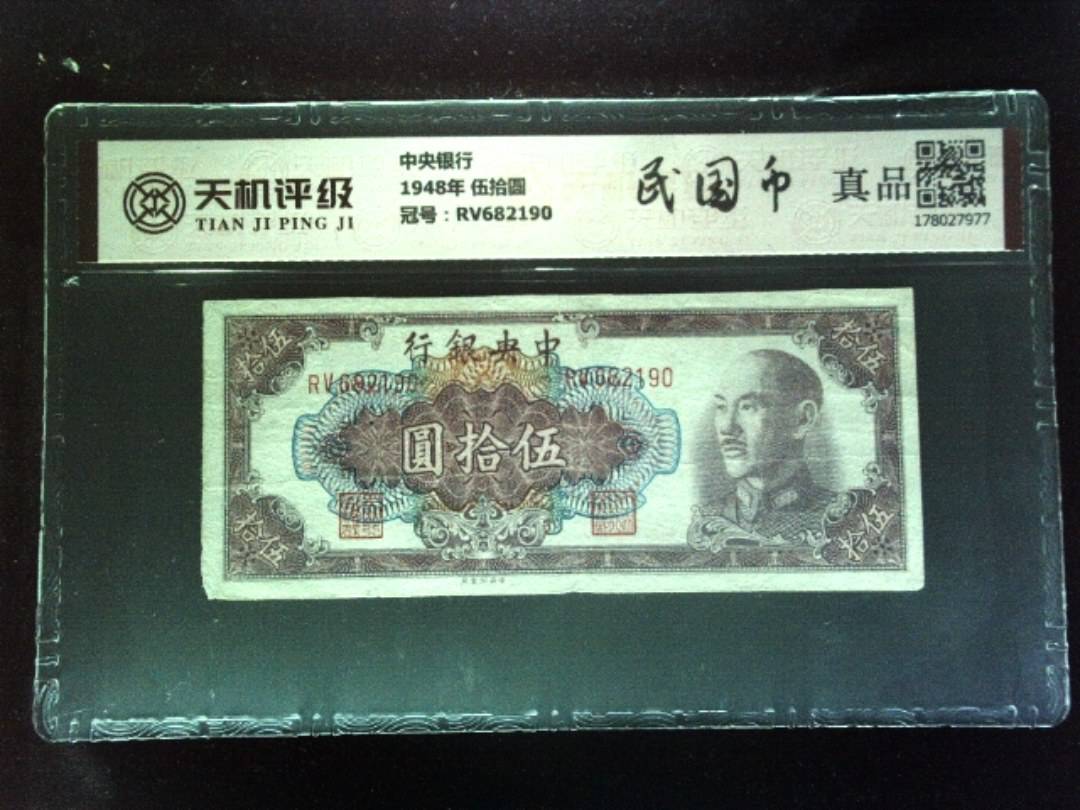 天机评级
TIAN JI PING JI
中央银行
1948年 伍拾圆
冠号：RV682190
民国币
真品
178027977
行銀央中
RV682190
RV682190
圓拾伍
拾伍
拾伍
拾伍
拾伍